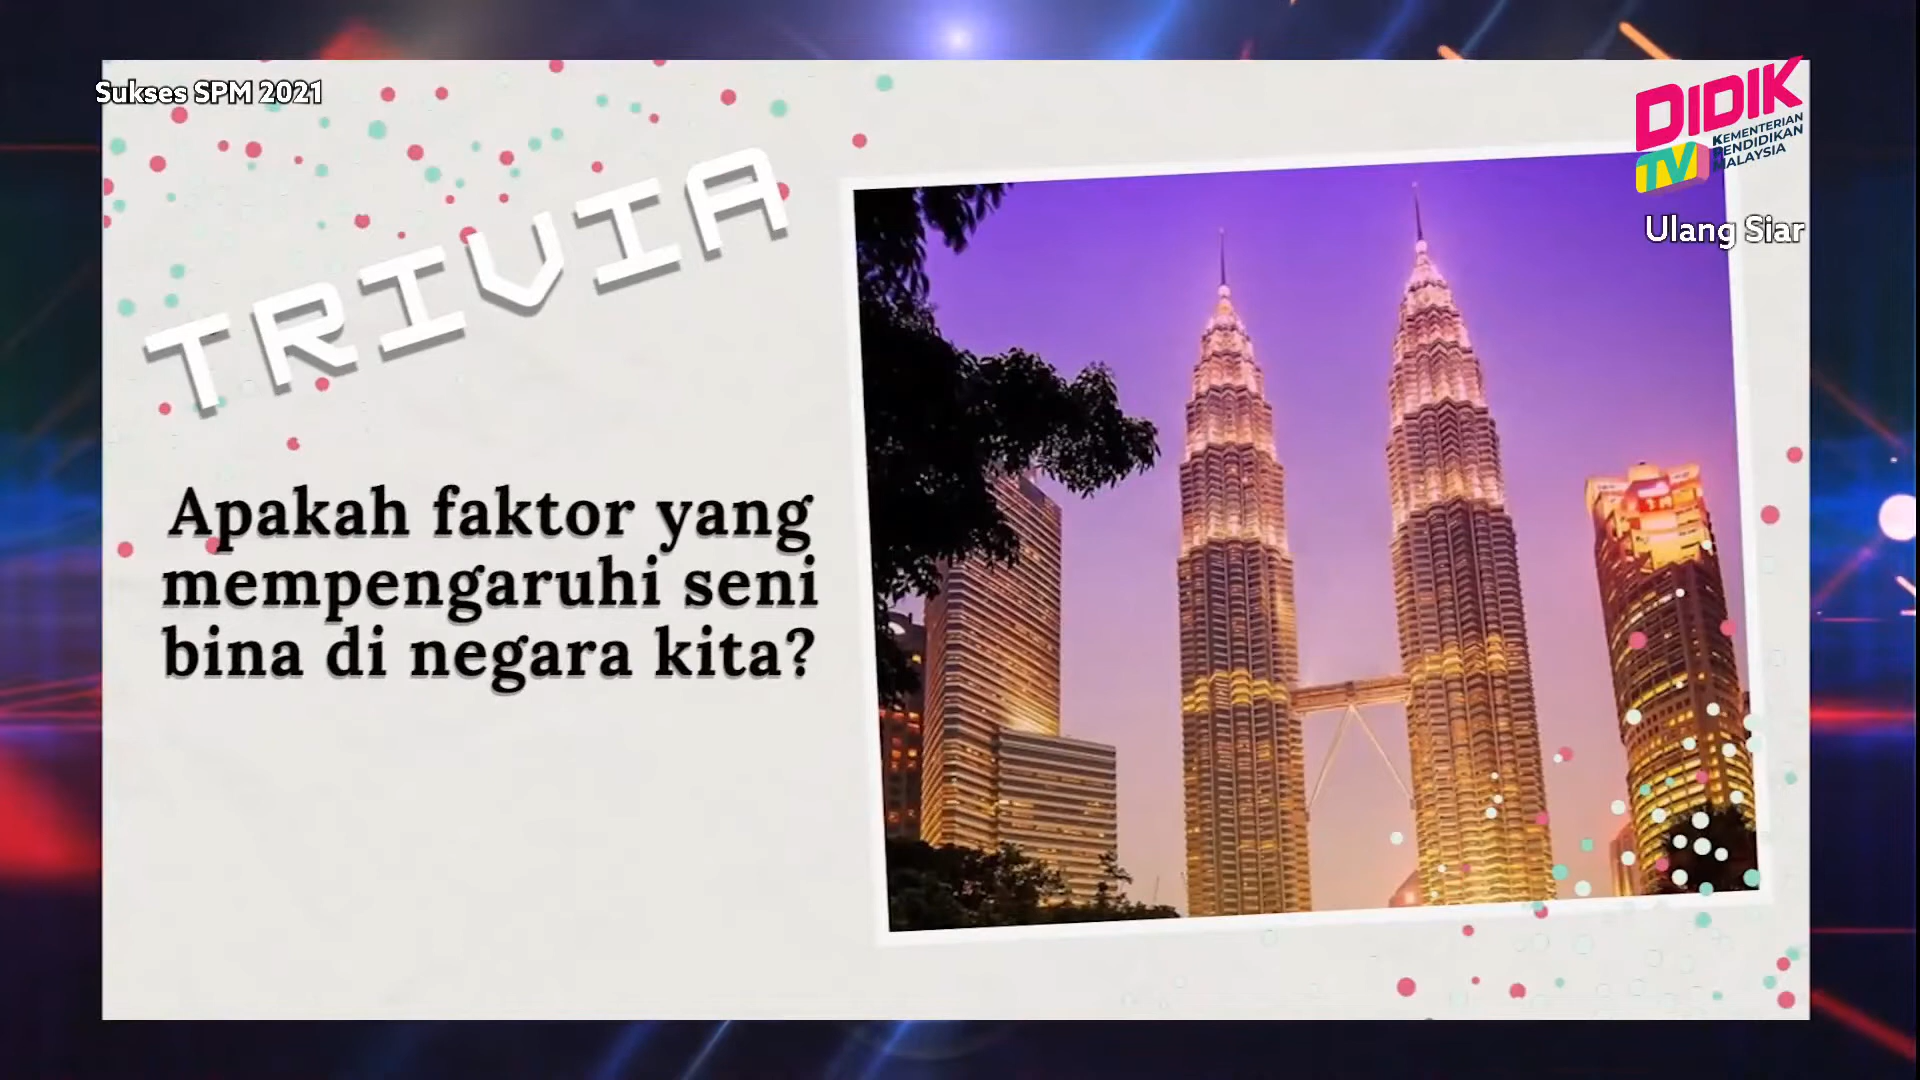 Sukses SPM 2021
DIDIK
TV
KEMENTERIAN
PENDIDIKAN
MALAYSIA
Ulang Siar
TRIVIA
Apakah faktor yang
mempengaruhi seni
bina di negara kita?